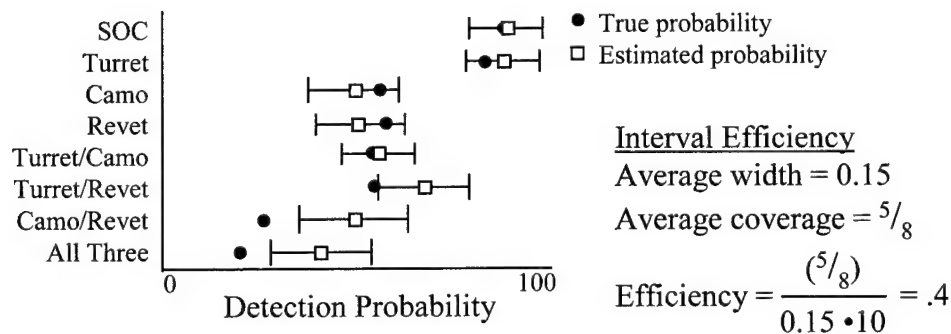 SOC
Turret
Camo
Revet
Turret/Camo
Turret/Revet
Camo/Revet
All Three
0
100
Detection Probability
● True probability
□ Estimated probability
Interval Efficiency
Average width = 0.15
Average coverage = 5/8
Efficiency = (5/8) / 0.15 •10 = .4